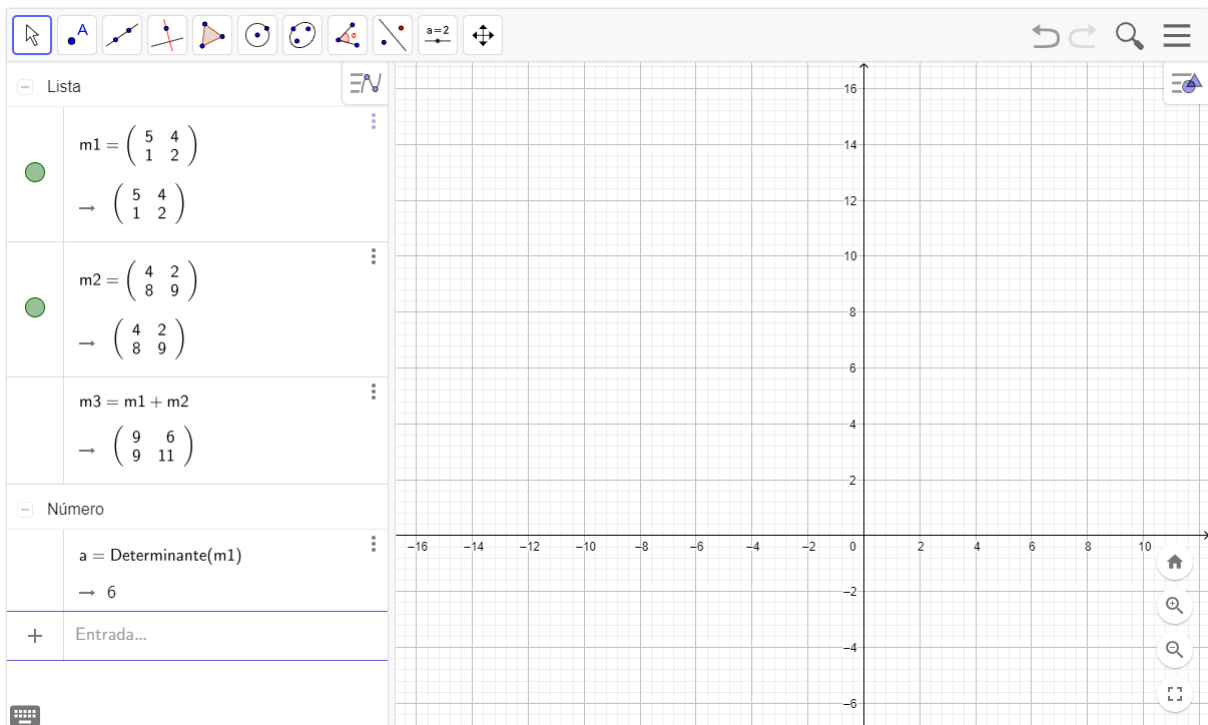 A
a=2
Lista
m1 = ( 5 4
1 2 )
→ ( 5 4
1 2 )
m2 = ( 4 2
8 9 )
→ ( 4 2
8 9 )
m3 = m1 + m2
→ ( 9 6
9 11 )
Número
a = Determinante(m1)
→ 6
+ Entrada...
16
14
12
10
8
6
4
2
−16 −14 −12 −10 −8 −6 −4 −2 0 2 4 6 8 10
−2
−4
−6